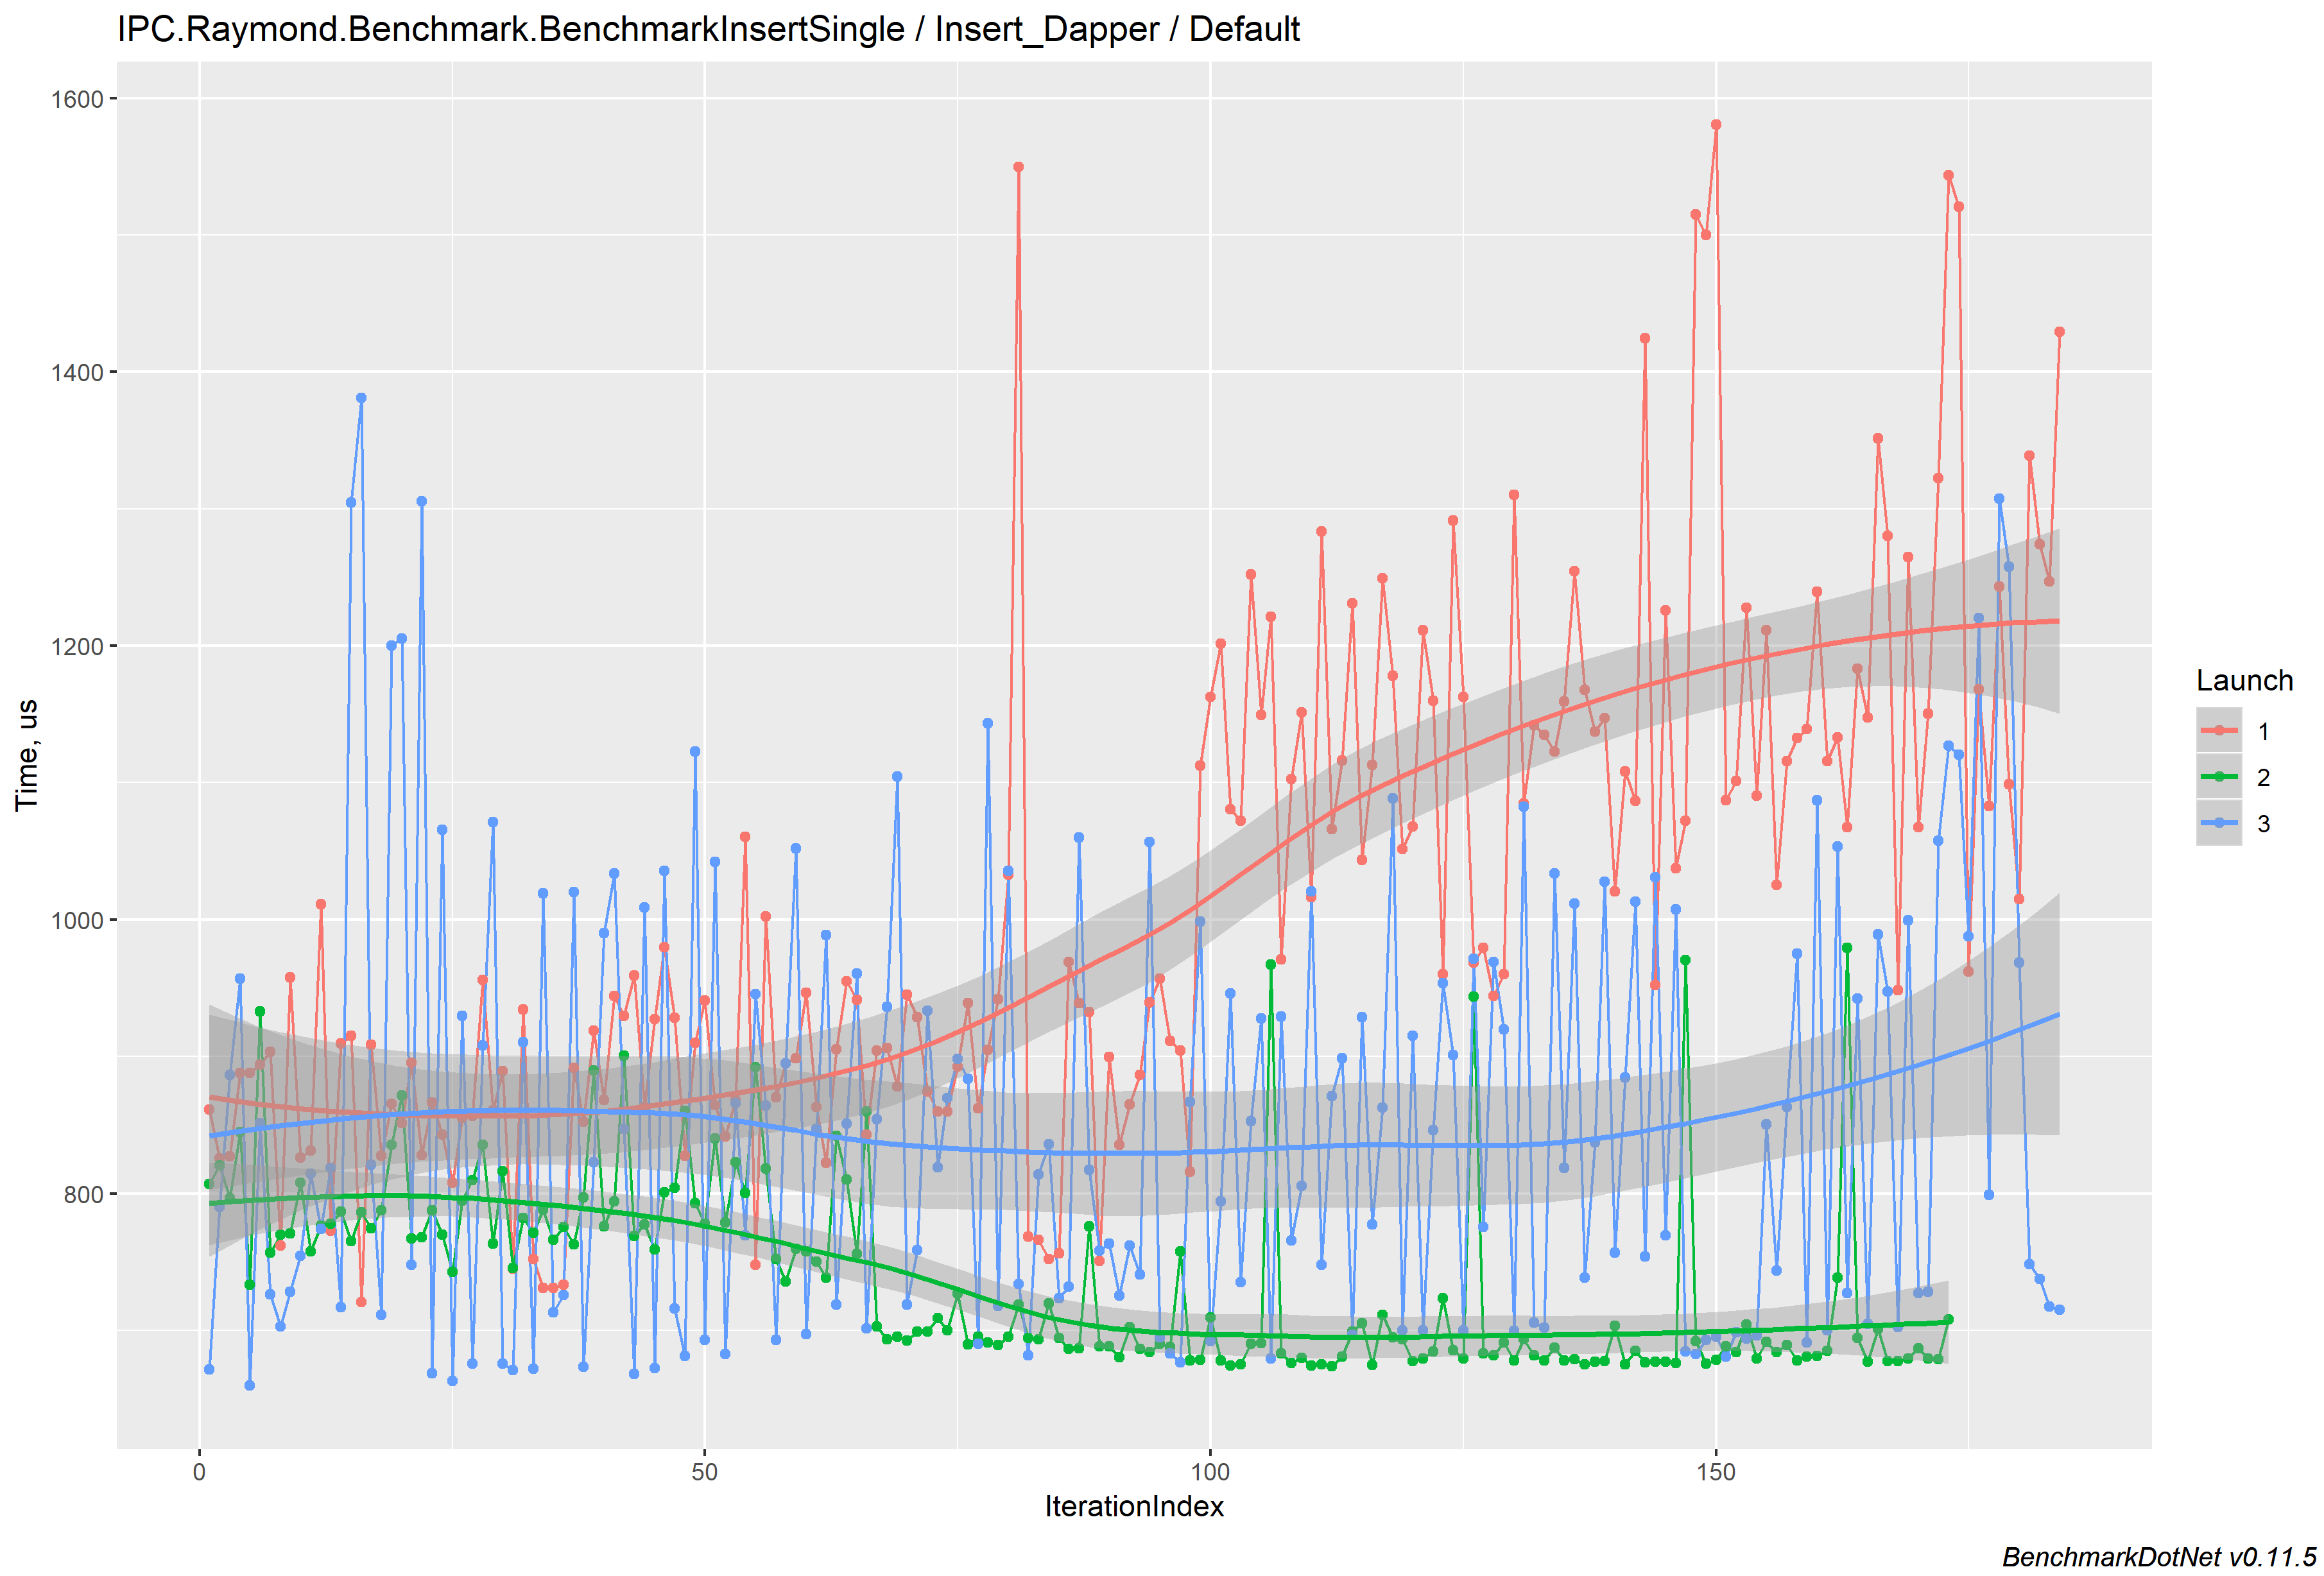 IPC.Raymond.Benchmark.BenchmarkInsertSingle / Insert_Dapper / Default
1600
1400
1200
1000
800
Time, us
0
50
100
150
IterationIndex
Launch
1
2
3
BenchmarkDotNet v0.11.5